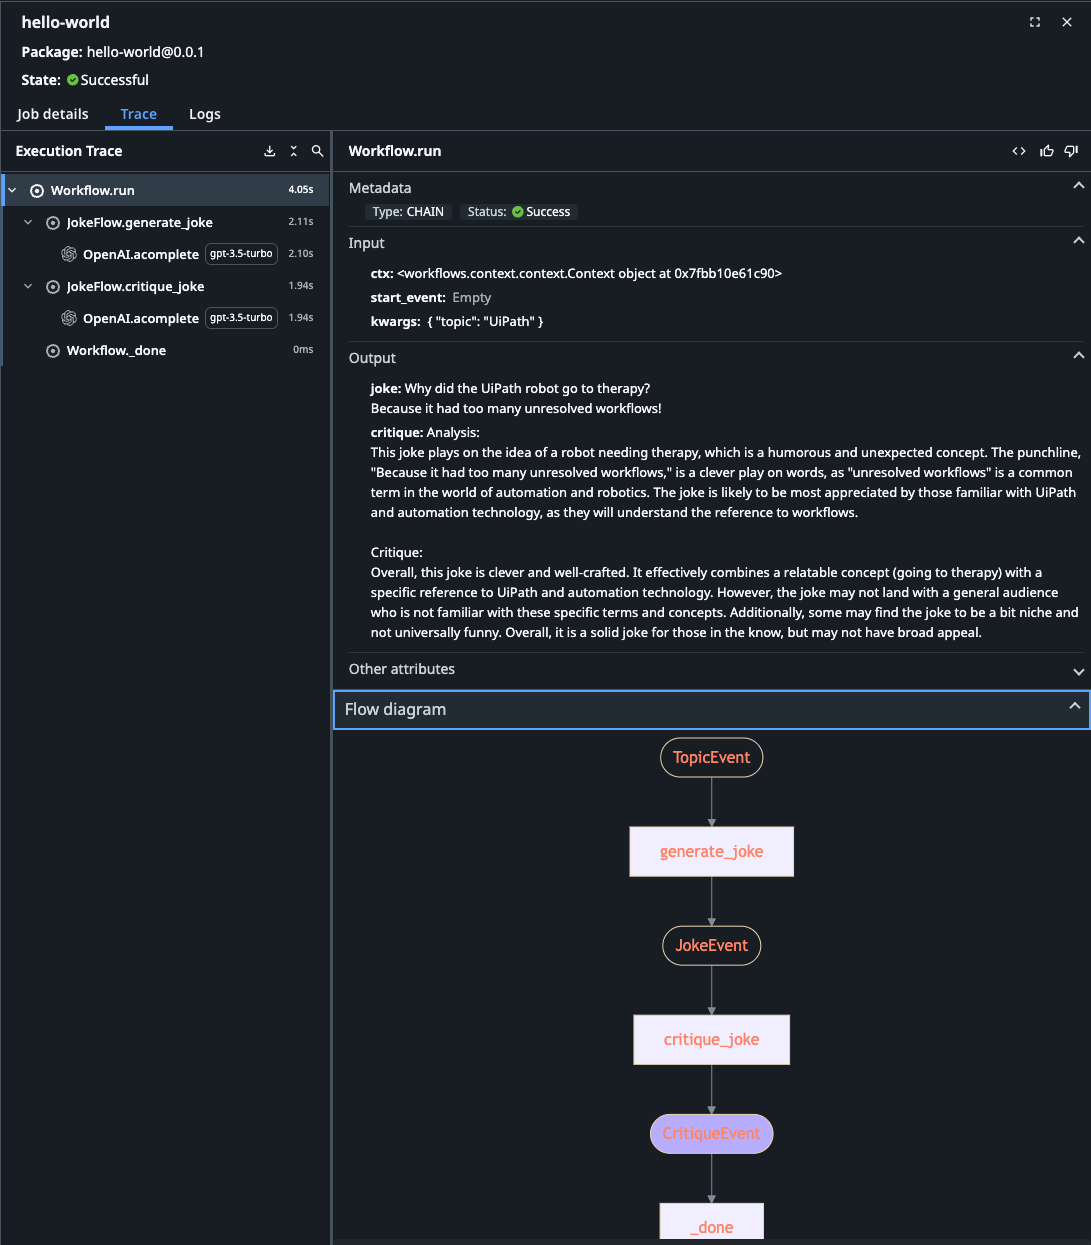 hello-world
Package: hello-world@0.0.1
State: Successful
Job details Trace Logs
Execution Trace
Workflow.run 4.05s
JokeFlow.generate_joke 2.11s
OpenAI.acomplete gpt-3.5-turbo 2.10s
JokeFlow.critique_joke 1.94s
OpenAI.acomplete gpt-3.5-turbo 1.94s
Workflow._done 0ms
Workflow.run
Metadata
Type: CHAIN Status: Success
Input
ctx: <workflows.context.context.Context object at 0x7fbb10e61c90>
start_event: Empty
kwargs: { "topic": "UiPath" }
Output
joke: Why did the UiPath robot go to therapy?
Because it had too many unresolved workflows!
critique: Analysis:
This joke plays on the idea of a robot needing therapy, which is a humorous and unexpected concept. The punchline,
"Because it had too many unresolved workflows," is a clever play on words, as "unresolved workflows" is a common
term in the world of automation and robotics. The joke is likely to be most appreciated by those familiar with UiPath
and automation technology, as they will understand the reference to workflows.
Critique:
Overall, this joke is clever and well-crafted. It effectively combines a relatable concept (going to therapy) with a
specific reference to UiPath and automation technology. However, the joke may not land with a general audience
who is not familiar with these specific terms and concepts. Additionally, some may find the joke to be a bit niche and
not universally funny. Overall, it is a solid joke for those in the know, but may not have broad appeal.
Other attributes
Flow diagram
TopicEvent
generate_joke
JokeEvent
critique_joke
CritiqueEvent
_done